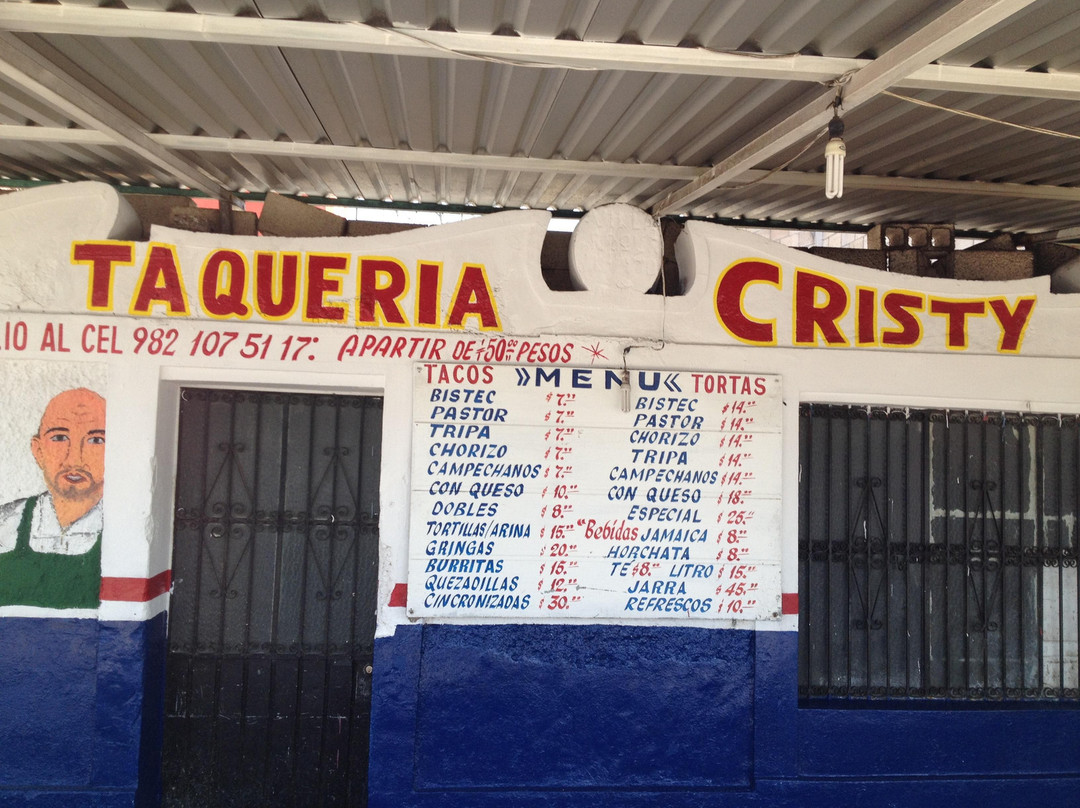 TAQUERIA CRISTY
LIO AL CEL 982 107 51 17: APARTIR DE $50.00 PESOS
»MENU«
TACOS
BISTEC $7.00
PASTOR $7.00
TRIPA $7.00
CHORIZO $7.00
CAMPECHANOS $7.00
CON QUESO $10.00
DOBLES $8.00
TORTILLAS/ARINA $15.00
GRINGAS $20.00
BURRITAS $15.00
QUEZADILLAS $12.00
CINCRONIZADAS $30.00
TORTAS
BISTEC $14.00
PASTOR $14.00
CHORIZO $14.00
TRIPA $14.00
CAMPECHANOS $14.00
CON QUESO $18.00
ESPECIAL $25.00
"Bebidas JAMAICA $8.00
HORCHATA $8.00
TE $8.00 LITRO $15.00
JARRA $45.00
REFRESCOS $10.00